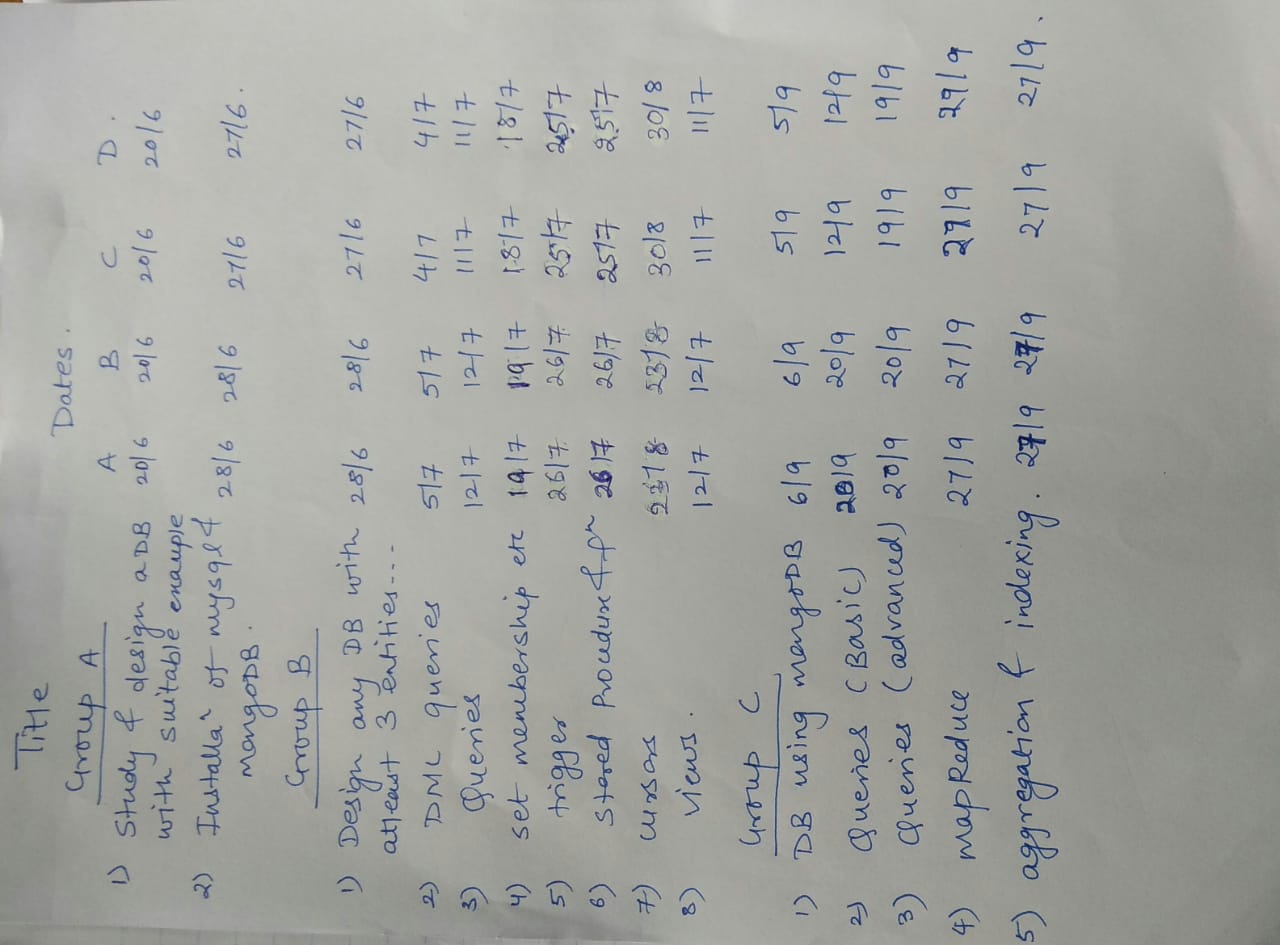 Title
Dates.
Group A
A B C D.
1) Study & design a DB 20/6 20/6 20/6 20/6
with suitable example
2) Installaⁿ of mysql & 28/6 28/6 27/6 27/6.
mongoDB.
Group B
1) Design any DB with 28/6 28/6 27/6 27/6
atleast 3 entities...
2) DML queries 5/7 5/7 4/7 4/7
3) Queries 12/7 12/7 11/7 11/7
4) set membership etc 19/7 19/7 18/7 18/7
5) trigger 26/7 26/7 25/7 25/7
6) Stored Procedure & fⁿ 26/7 26/7 25/7 25/7
7) cursors 23/8 23/8 30/8 30/8
8) views. 12/7 12/7 11/7 11/7
Group C
1) DB using mongoDB 6/9 6/9 5/9 5/9
2) Queries (Basic) 20/9 20/9 12/9 12/9
3) Queries (advanced) 20/9 20/9 19/9 19/9
4) mapReduce 27/9 27/9
5) aggregation & indexing. 27/9 27/9 27/9 27/9.